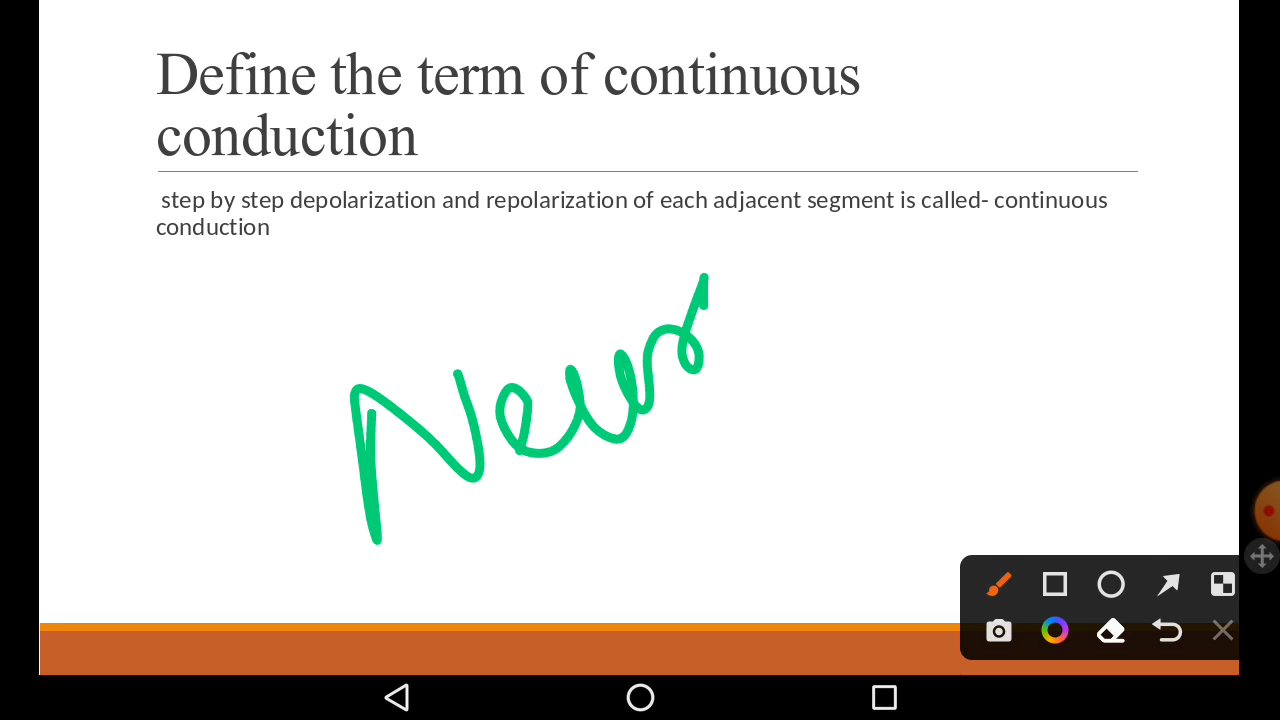 Define the term of continuous
conduction
step by step depolarization and repolarization of each adjacent segment is called- continuous
conduction